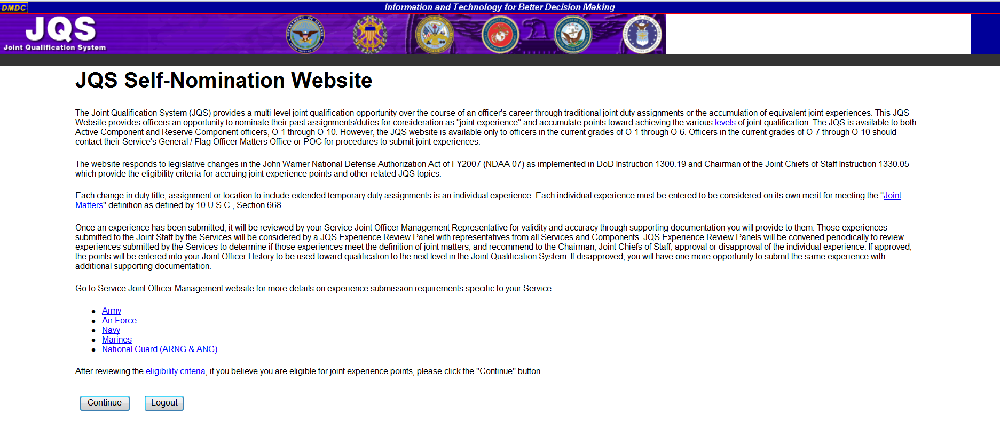 DMDC
Information and Technology for Better Decision Making
JQS
Joint Qualification System
JQS Self-Nomination Website
The Joint Qualification System (JQS) provides a multi-level joint qualification opportunity over the course of an officer's career through traditional joint duty assignments or the accumulation of equivalent joint experiences. This JQS
Website provides officers an opportunity to nominate their past assignments/duties for consideration as "joint experience" and accumulate points toward achieving the various levels of joint qualification. The JQS is available to both
Active Component and Reserve Component officers, O-1 through O-10. However, the JQS website is available only to officers in the current grades of O-1 through O-6. Officers in the current grades of O-7 through O-10 should
contact their Service's General / Flag Officer Matters Office or POC for procedures to submit joint experiences.
The website responds to legislative changes in the John Warner National Defense Authorization Act of FY2007 (NDAA 07) as implemented in DoD Instruction 1300.19 and Chairman of the Joint Chiefs of Staff Instruction 1330.05
which provide the eligibility criteria for accruing joint experience points and other related JQS topics.
Each change in duty title, assignment or location to include extended temporary duty assignments is an individual experience. Each individual experience must be entered to be considered on its own merit for meeting the "Joint
Matters" definition as defined by 10 U.S.C., Section 668.
Once an experience has been submitted, it will be reviewed by your Service Joint Officer Management Representative for validity and accuracy through supporting documentation you will provide to them. Those experiences
submitted to the Joint Staff by the Services will be considered by a JQS Experience Review Panel with representatives from all Services and Components. JQS Experience Review Panels will be convened periodically to review
experiences submitted by the Services to determine if those experiences meet the definition of joint matters, and recommend to the Chairman, Joint Chiefs of Staff, approval or disapproval of the individual experience. If approved,
the points will be entered into your Joint Officer History to be used toward qualification to the next level in the Joint Qualification System. If disapproved, you will have one more opportunity to submit the same experience with
additional supporting documentation.
Go to Service Joint Officer Management website for more details on experience submission requirements specific to your Service.
Army
Air Force
Navy
Marines
National Guard (ARNG & ANG)
After reviewing the eligibility criteria, if you believe you are eligible for joint experience points, please click the "Continue" button.
Continue
Logout